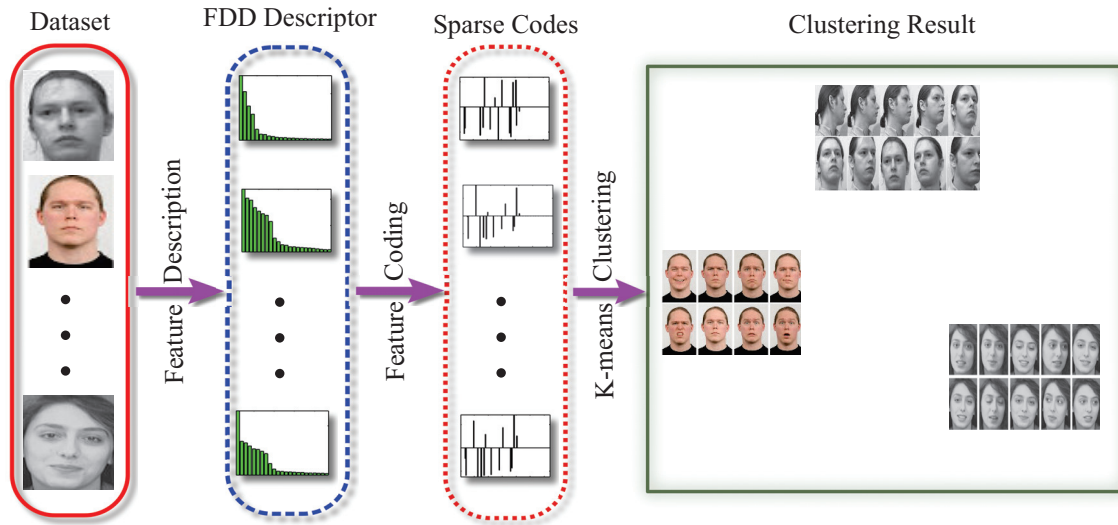 Dataset
FDD Descriptor
Sparse Codes
Clustering Result
Feature Description
Feature Coding
K-means Clustering